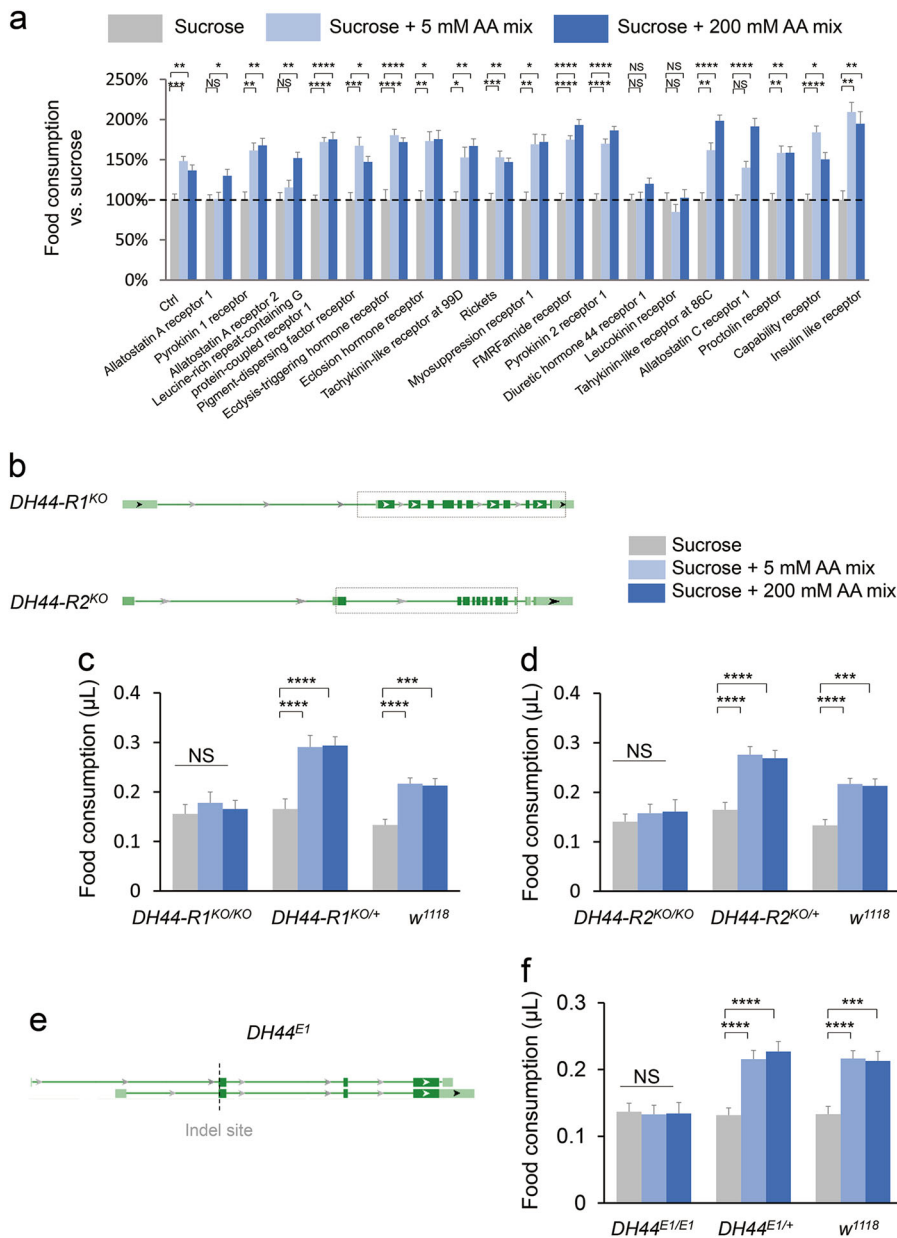 a
Sucrose Sucrose + 5 mM AA mix Sucrose + 200 mM AA mix
** * ** ** **** * **** * ** ** * **** **** NS NS **** **** ** * **
*** NS ** NS **** *** **** ** * *** ** **** **** NS NS ** NS ** **** **
250%
200%
150%
100%
50%
0%
Food consumption
vs. sucrose
Ctrl
Allatostatin A receptor 1
Pyrokinin 1 receptor
Allatostatin A receptor 2
Leucine-rich repeat-containing G
protein-coupled receptor 1
Pigment-dispersing factor receptor
Ecdysis-triggering hormone receptor
Eclosion hormone receptor
Tachykinin-like receptor at 99D
Rickets
Myosuppression receptor 1
FMRFamide receptor
Pyrokinin 2 receptor 1
Diuretic hormone 44 receptor 1
Leucokinin receptor
Tahykinin-like receptor at 86C
Allatostatin C receptor 1
Proctolin receptor
Capability receptor
Insulin like receptor
b
DH44-R1KO
DH44-R2KO
Sucrose
Sucrose + 5 mM AA mix
Sucrose + 200 mM AA mix
c
Food consumption (µL)
0.4
0.3
0.2
0.1
0
NS
**** ***
**** ****
DH44-R1KO/KO DH44-R1KO/+ w1118
d
Food consumption (µL)
0.4
0.3
0.2
0.1
0
NS
**** ***
**** ****
DH44-R2KO/KO DH44-R2KO/+ w1118
e
DH44E1
Indel site
f
Food consumption (µL)
0.3
0.2
0.1
0
NS
**** ***
**** ****
DH44E1/E1 DH44E1/+ w1118